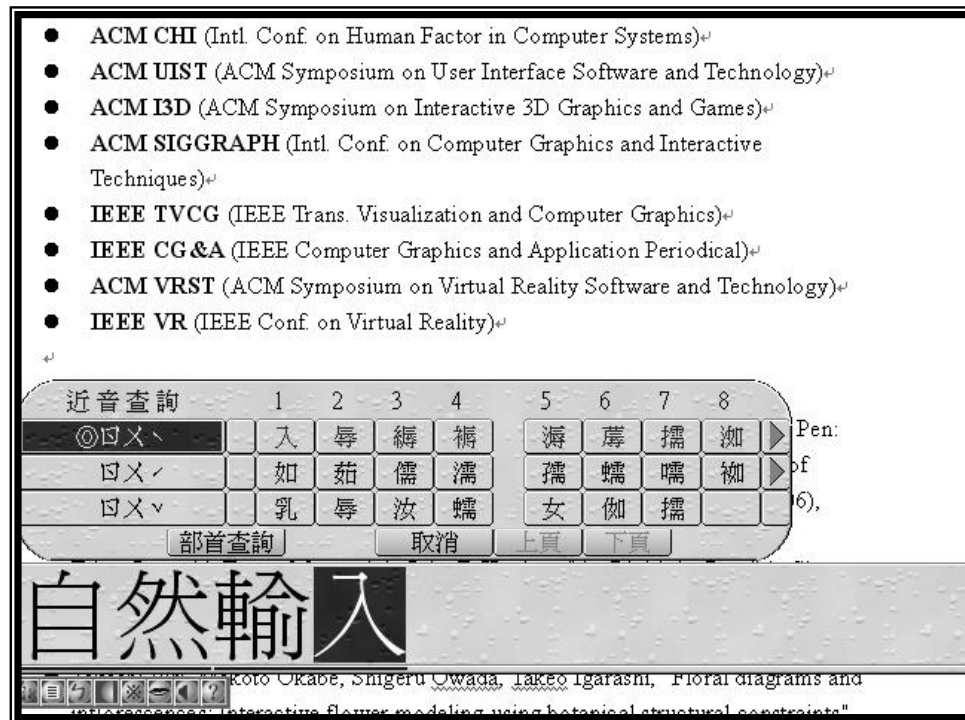 ● ACM CHI (Intl. Conf. on Human Factor in Computer Systems)↵
● ACM UIST (ACM Symposium on User Interface Software and Technology)↵
● ACM I3D (ACM Symposium on Interactive 3D Graphics and Games)↵
● ACM SIGGRAPH (Intl. Conf. on Computer Graphics and Interactive
Techniques)↵
● IEEE TVCG (IEEE Trans. Visualization and Computer Graphics)↵
● IEEE CG&A (IEEE Computer Graphics and Application Periodical)↵
● ACM VRST (ACM Symposium on Virtual Reality Software and Technology)↵
● IEEE VR (IEEE Conf. on Virtual Reality)↵
↵
近音查詢 1 2 3 4 5 6 7 8
◎ㄖㄨˋ 入 辱 縟 褥 溽 蓐 擩 洳 Pen:
ㄖㄨˊ 如 茹 儒 濡 孺 蠕 嚅 袽 of
ㄖㄨˇ 乳 辱 汝 蠕 女 擩 6),
部首查詢 取消 上頁 下頁
自然輸入
Okabe, Shigeru Owada, Takeo Igarashi, "Floral diagrams and
inflorescences: Interactive flower modeling using botanical structural constraints"